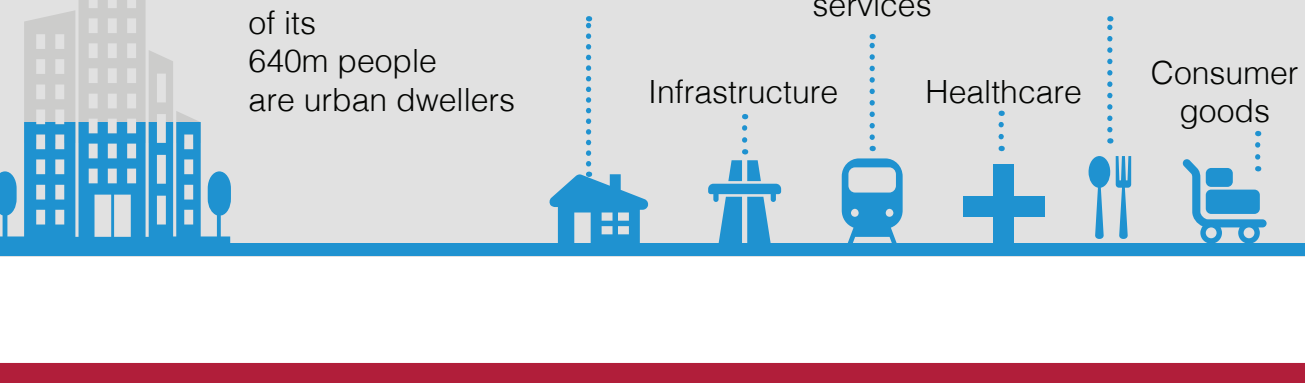 of its
640m people
are urban dwellers
services
Infrastructure
Healthcare
Consumer
goods